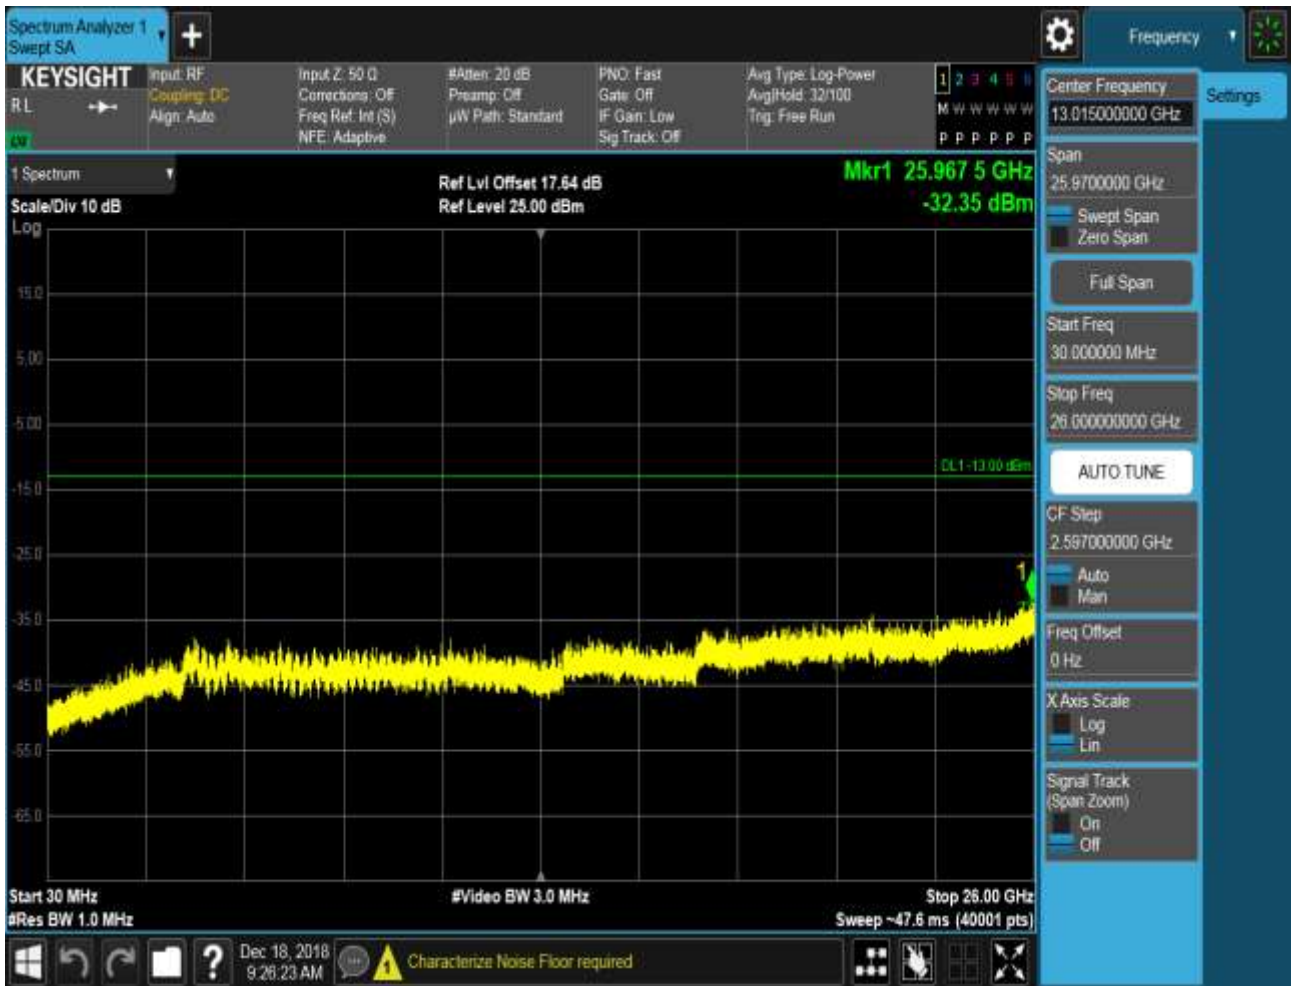 Spectrum Analyzer 1
Swept SA
+
Frequency
KEYSIGHT
R L
Input: RF
Coupling: DC
Align: Auto
Input Z: 50 Ω
Corrections: Off
Freq Ref: Int (S)
NFE: Adaptive
#Atten: 20 dB
Preamp: Off
µW Path: Standard
PNO: Fast
Gate: Off
IF Gain: Low
Sig Track: Off
Avg Type: Log-Power
Avg|Hold: 32/100
Trig: Free Run
1 2 3 4 5 6
M W W W W W
P P P P P P
1 Spectrum
Scale/Div 10 dB
Log
Ref Lvl Offset 17.64 dB
Ref Level 25.00 dBm
Mkr1 25.967 5 GHz
-32.35 dBm
15.0
5.00
-5.00
-15.0
-25.0
-35.0
-45.0
-55.0
-65.0
DL1 -13.00 dBm
1
Start 30 MHz
#Res BW 1.0 MHz
#Video BW 3.0 MHz
Stop 26.00 GHz
Sweep ~47.6 ms (40001 pts)
Center Frequency
13.015000000 GHz
Settings
Span
25.9700000 GHz
Swept Span
Zero Span
Full Span
Start Freq
30.000000 MHz
Stop Freq
26.000000000 GHz
AUTO TUNE
CF Step
2.597000000 GHz
Auto
Man
Freq Offset
0 Hz
X Axis Scale
Log
Lin
Signal Track
(Span Zoom)
On
Off
?
Dec 18, 2018
9:26:23 AM
1
Characterize Noise Floor required